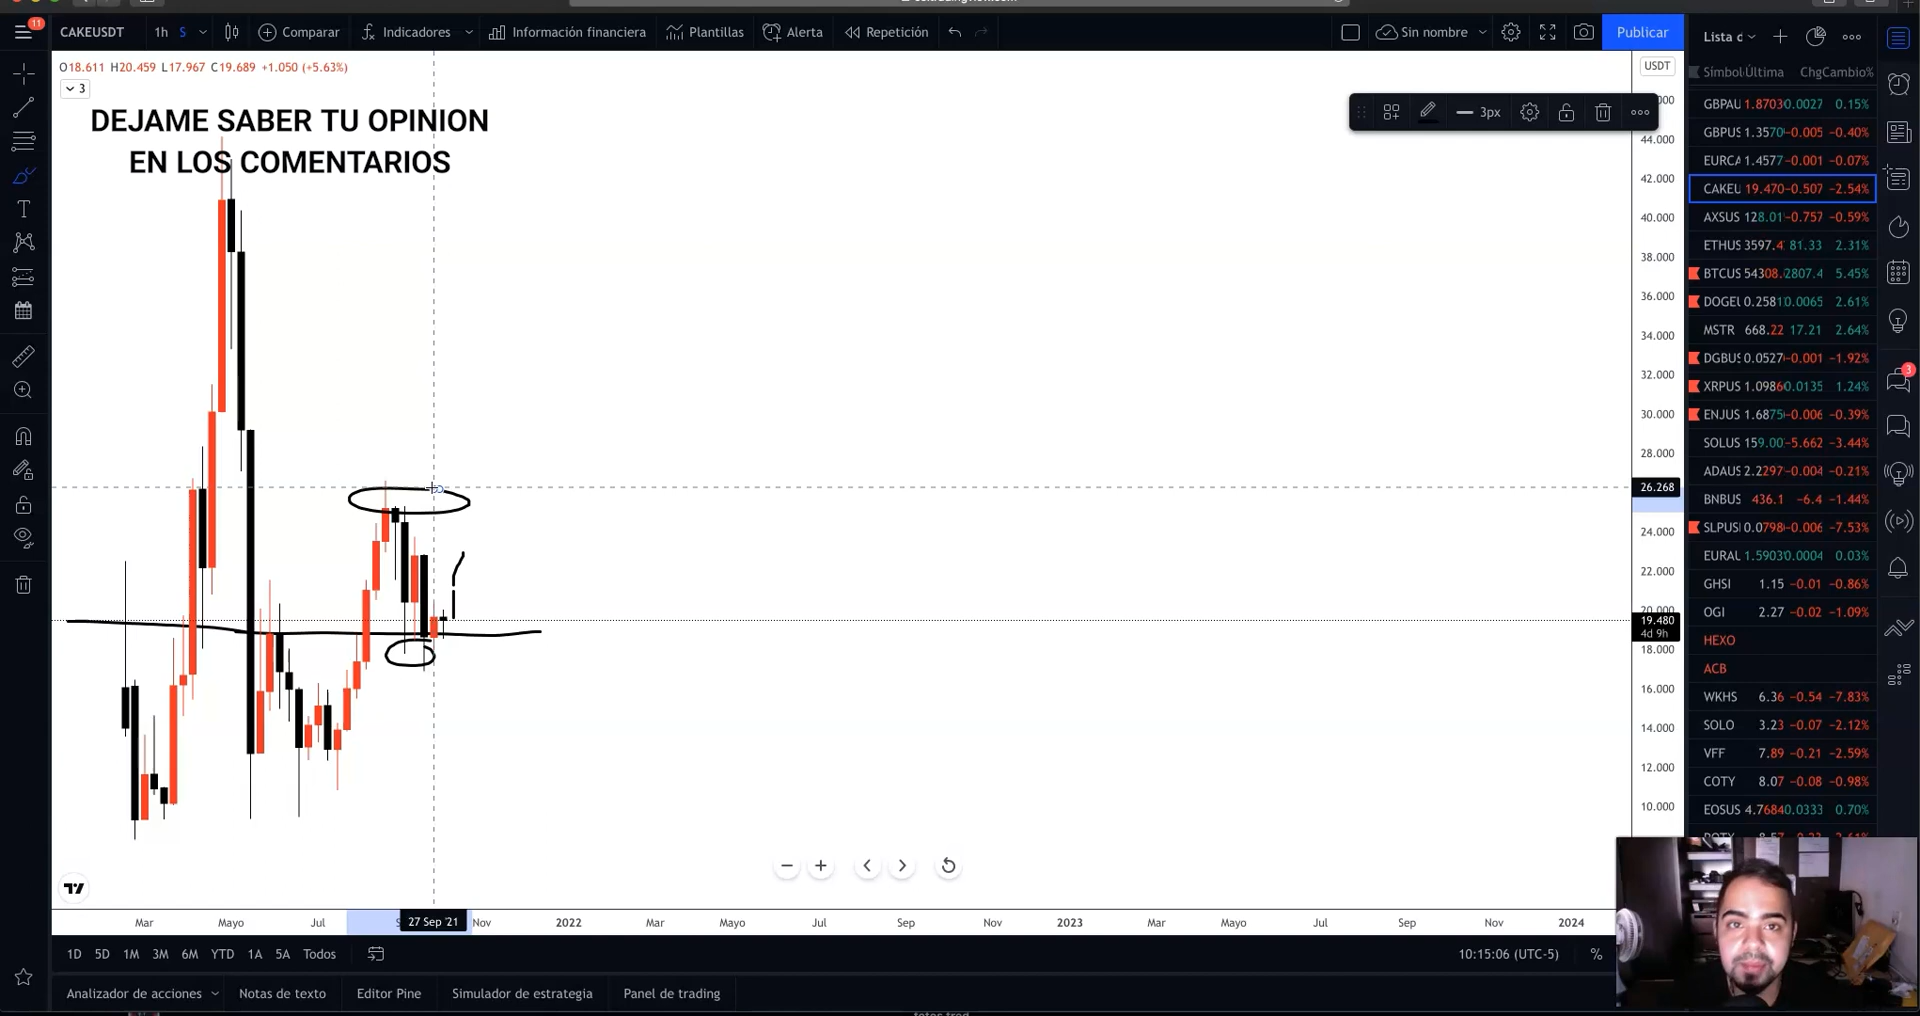 11 CAKEUSDT 1h S Comparar Indicadores Información financiera Plantillas Alerta Repetición Sin nombre Publicar
Lista d
O18.611 H20.459 L17.967 C19.689 +1.050 (+5.63%)
3
USDT
DEJAME SABER TU OPINION
EN LOS COMENTARIOS
3px
44.000
42.000
40.000
38.000
36.000
34.000
32.000
30.000
28.000
26.268
24.000
22.000
20.000
19.480
4d 9h
18.000
16.000
14.000
12.000
10.000
Mar Mayo Jul 27 Sep '21 Nov 2022 Mar Mayo Jul Sep Nov 2023 Mar Mayo Jul Sep Nov 2024
1D 5D 1M 3M 6M YTD 1A 5A Todos 10:15:06 (UTC-5) %
Analizador de acciones Notas de texto Editor Pine Simulador de estrategia Panel de trading
Símbol Última Chg Cambio%
GBPAU 1.8703 0.0027 0.15%
GBPUS 1.3570 -0.005 -0.40%
EURCA 1.4577 -0.001 -0.07%
CAKEU 19.470 -0.507 -2.54%
AXSUS 128.01 -0.757 -0.59%
ETHUS 3597.4 81.33 2.31%
BTCUS 54308. 2807.4 5.45%
DOGEU 0.2581 0.0065 2.61%
MSTR 668.22 17.21 2.64%
DGBUS 0.0527 -0.001 -1.92%
XRPUS 1.0986 0.0135 1.24%
ENJUS 1.6875 -0.006 -0.39%
SOLUS 159.00 -5.662 -3.44%
ADAUS 2.2297 -0.004 -0.21%
BNBUS 436.1 -6.4 -1.44%
SLPUS 0.0798 -0.006 -7.53%
EURAU 1.5903 0.0004 0.03%
GHSI 1.15 -0.01 -0.86%
OGI 2.27 -0.02 -1.09%
HEXO
ACB
WKHS 6.36 -0.54 -7.83%
SOLO 3.23 -0.07 -2.12%
VFF 7.89 -0.21 -2.59%
COTY 8.07 -0.08 -0.98%
EOSUS 4.7684 0.0333 0.70%
3